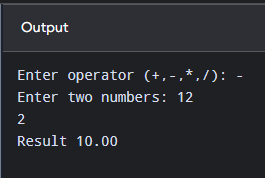 Output
Enter operator (+,-,*,/): -
Enter two numbers: 12
2
Result 10.00